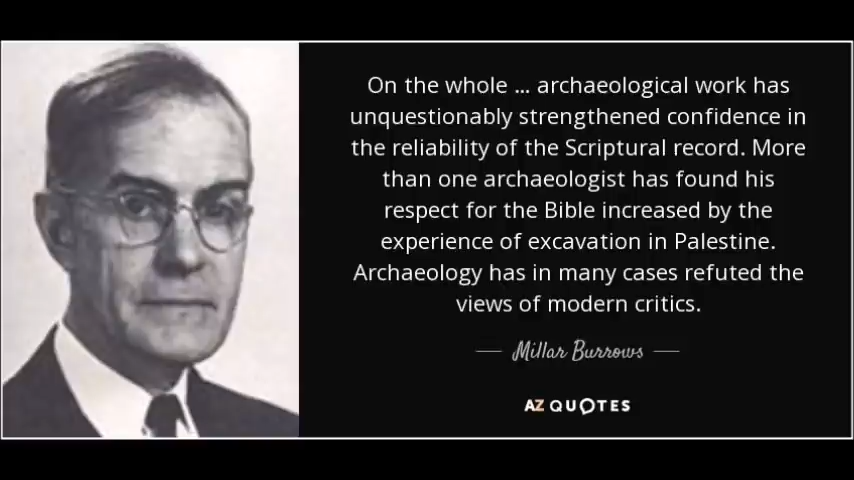 On the whole ... archaeological work has
unquestionably strengthened confidence in
the reliability of the Scriptural record. More
than one archaeologist has found his
respect for the Bible increased by the
experience of excavation in Palestine.
Archaeology has in many cases refuted the
views of modern critics.
Millar Burrows
AZ QUOTES